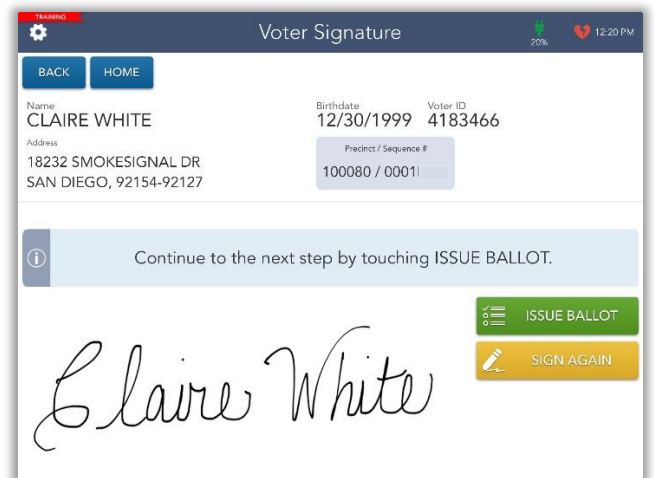 TRAINING
Voter Signature
20%
12:20 PM
BACK
HOME
Name
CLAIRE WHITE
Birthdate
12/30/1999
Voter ID
4183466
Address
18232 SMOKESIGNAL DR
SAN DIEGO, 92154-92127
Precinct / Sequence #
100080 / 0001
Continue to the next step by touching ISSUE BALLOT.
ISSUE BALLOT
SIGN AGAIN
Claire White